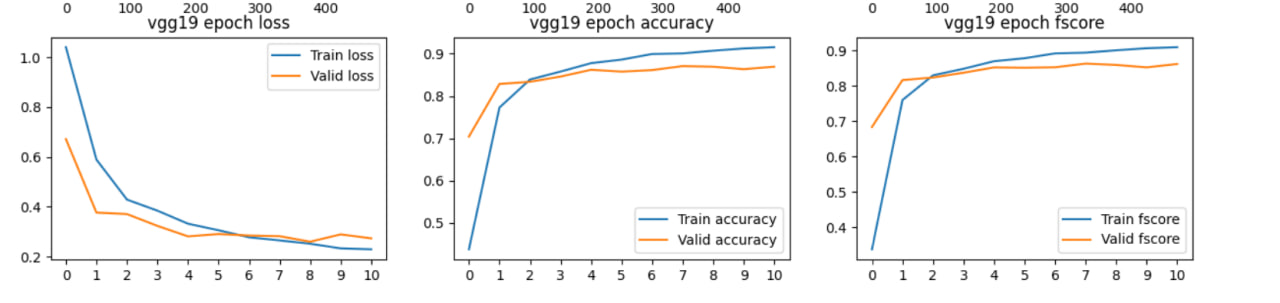 0 100 200 300 400
vgg19 epoch loss
1.0
0.8
0.6
0.4
0.2
Train loss
Valid loss
0 1 2 3 4 5 6 7 8 9 10
0 100 200 300 400
vgg19 epoch accuracy
0.9
0.8
0.7
0.6
0.5
Train accuracy
Valid accuracy
0 1 2 3 4 5 6 7 8 9 10
0 100 200 300 400
vgg19 epoch fscore
0.9
0.8
0.7
0.6
0.5
0.4
Train fscore
Valid fscore
0 1 2 3 4 5 6 7 8 9 10